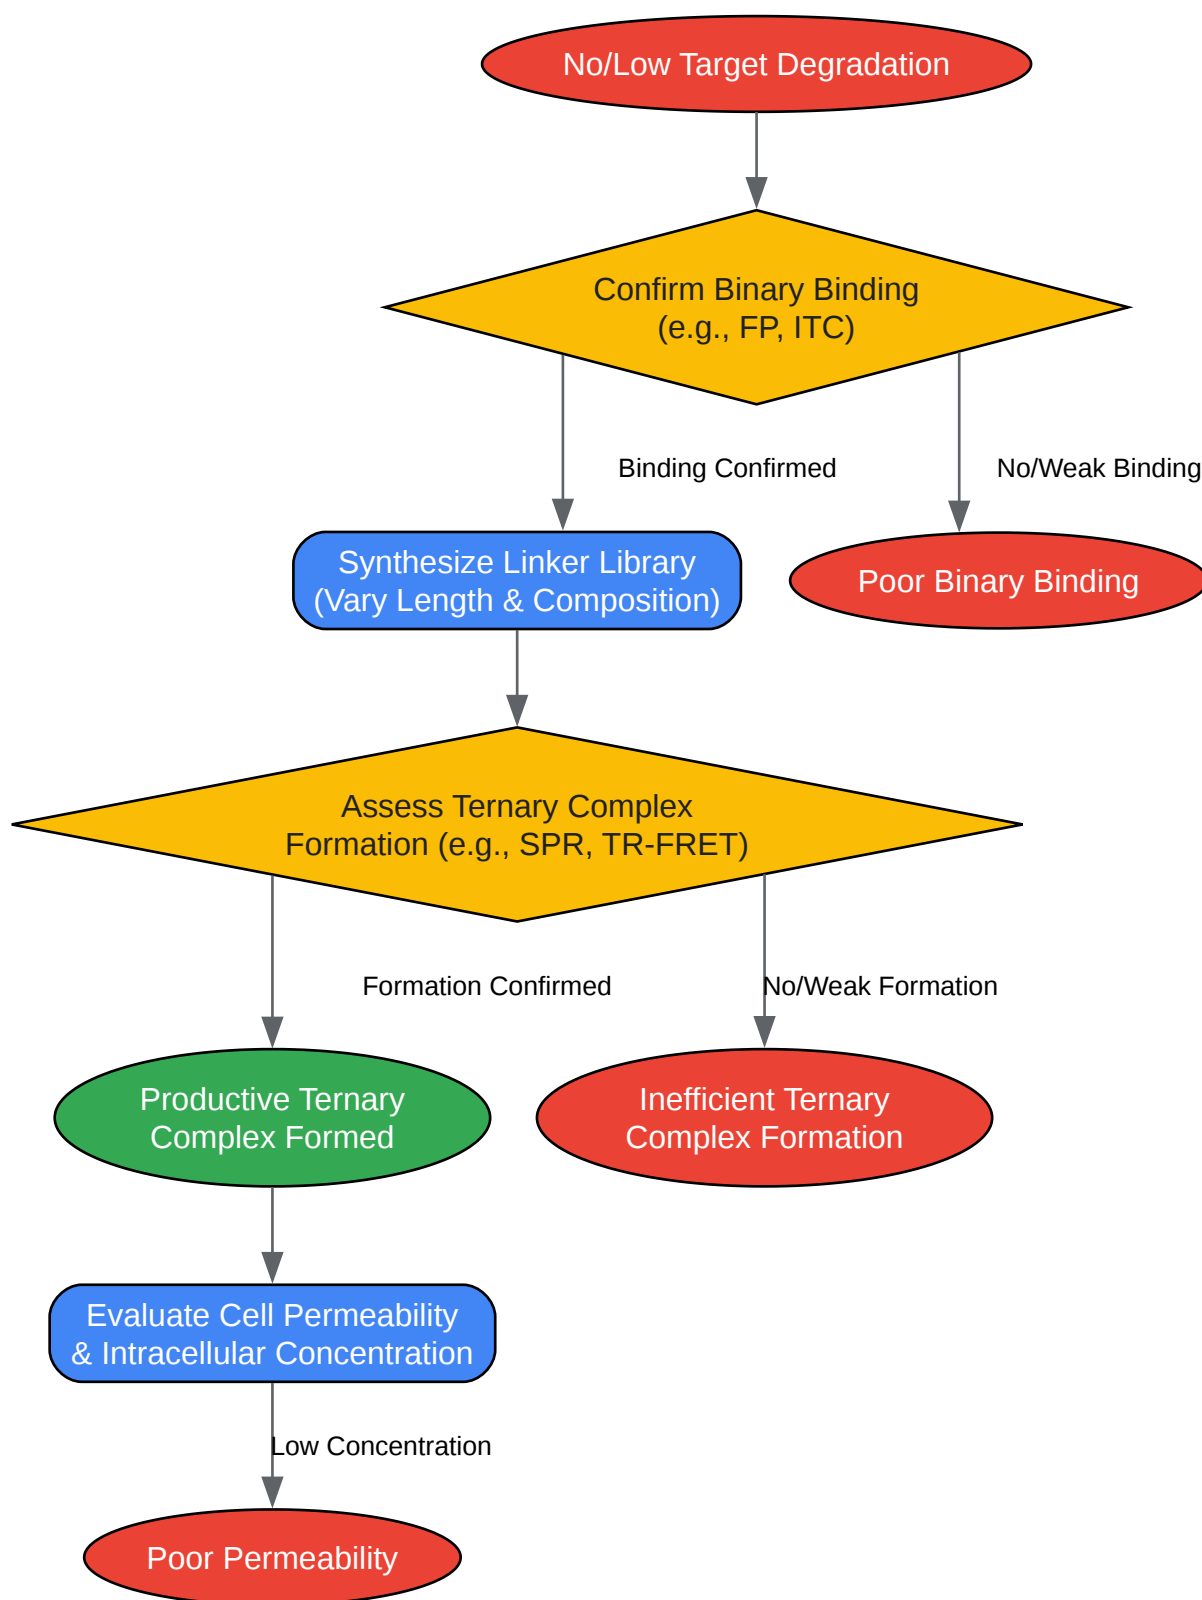 No/Low Target Degradation
Confirm Binary Binding
(e.g., FP, ITC)
Binding Confirmed
No/Weak Binding
Synthesize Linker Library
(Vary Length & Composition)
Poor Binary Binding
Assess Ternary Complex
Formation (e.g., SPR, TR-FRET)
Formation Confirmed
No/Weak Formation
Productive Ternary
Complex Formed
Inefficient Ternary
Complex Formation
Evaluate Cell Permeability
& Intracellular Concentration
Low Concentration
Poor Permeability